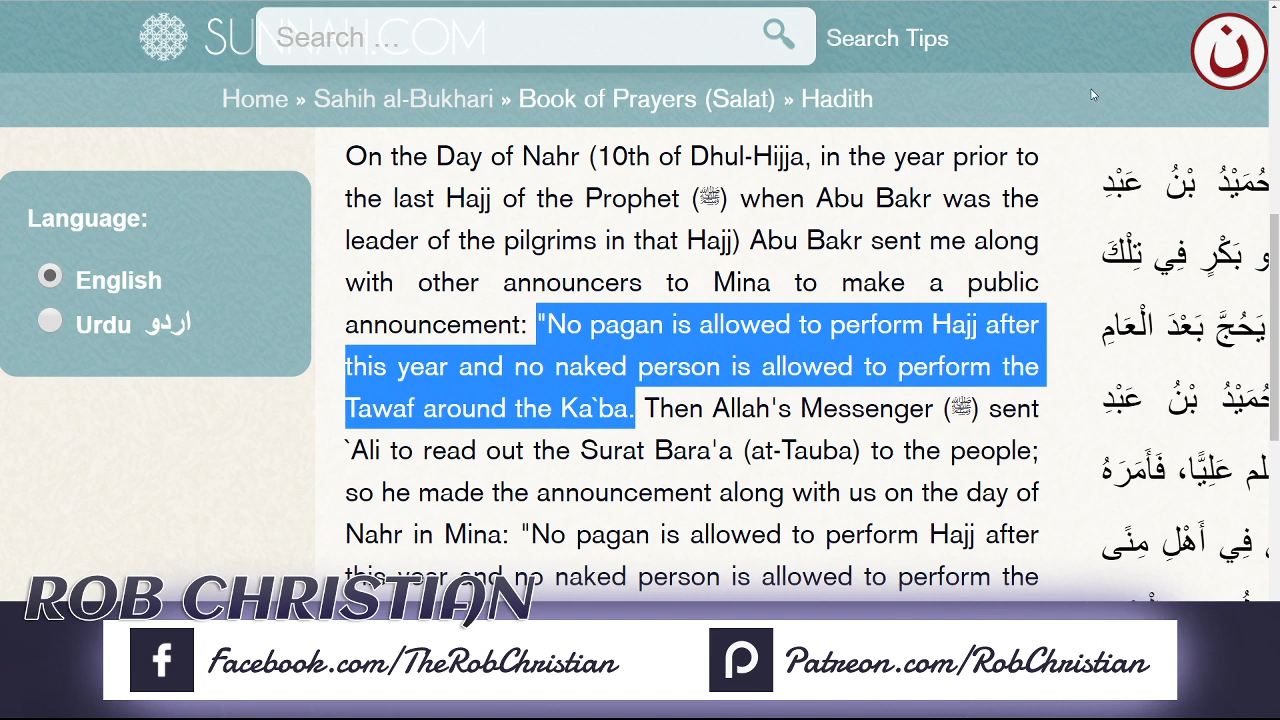 SUNNAH.COM
Search …
Search Tips
ن
Home » Sahih al-Bukhari » Book of Prayers (Salat) » Hadith
Language:
English
Urdu اردو
On the Day of Nahr (10th of Dhul-Hijja, in the year prior to
the last Hajj of the Prophet (ﷺ) when Abu Bakr was the
leader of the pilgrims in that Hajj) Abu Bakr sent me along
with other announcers to Mina to make a public
announcement: "No pagan is allowed to perform Hajj after
this year and no naked person is allowed to perform the
Tawaf around the Ka`ba. Then Allah's Messenger (ﷺ) sent
`Ali to read out the Surat Bara'a (at-Tauba) to the people;
so he made the announcement along with us on the day of
Nahr in Mina: "No pagan is allowed to perform Hajj after
this year and no naked person is allowed to perform the
حُمَيْدُ بْنُ عَبْدِ
و بَكْرٍ فِي تِلْكَ
يَحُجَّ بَعْدَ الْعَامِ
حُمَيْدُ بْنُ عَبْدِ
لم عَلِيًّا، فَأَمَرَهُ
فِي أَهْلِ مِنًى
ROB CHRISTIAN
Facebook.com/TheRobChristian
Patreon.com/RobChristian